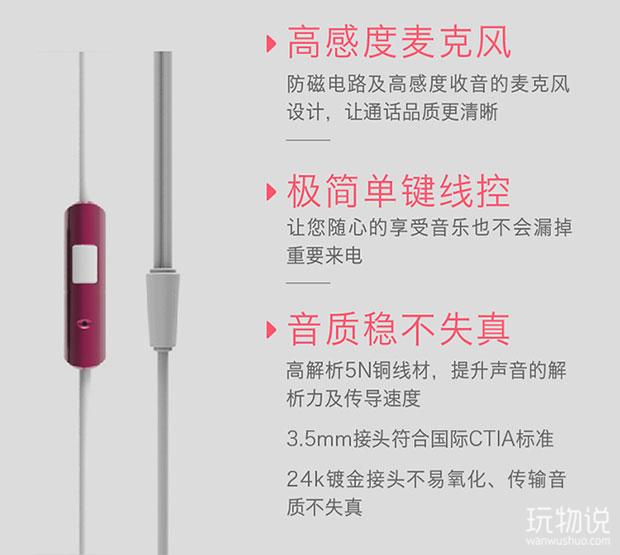 高感度麦克风
防磁电路及高感度收音的麦克风
设计，让通话品质更清晰
极简单键线控
让您随心的享受音乐也不会漏掉
重要来电
音质稳不失真
高解析5N铜线材，提升声音的解
析力及传导速度
3.5mm接头符合国际CTIA标准
24k镀金接头不易氧化、传输音
质不失真
玩物说
wanwushuo.com